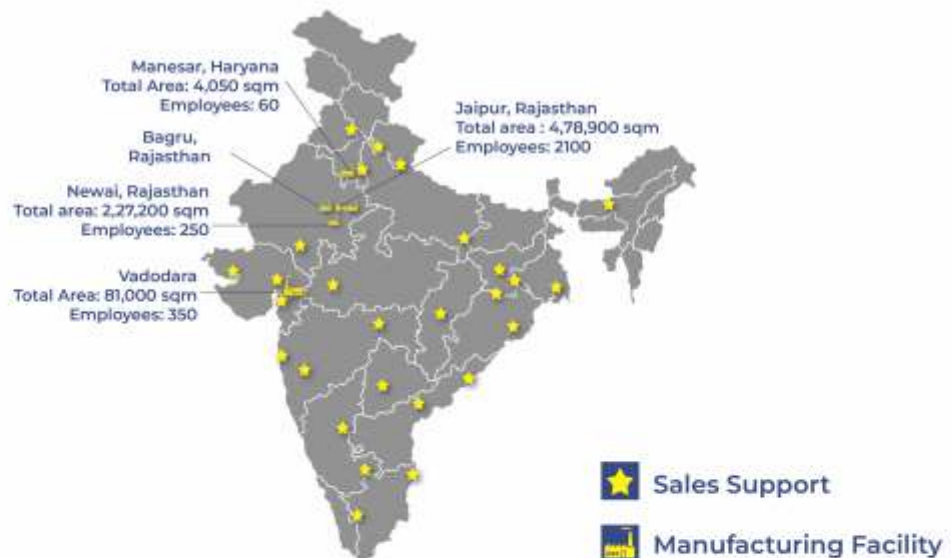 Manesar, Haryana
Total Area: 4,050 sqm
Employees: 60
Jaipur, Rajasthan
Total area : 4,78,900 sqm
Employees: 2100
Bagru,
Rajasthan
Newai, Rajasthan
Total area: 2,27,200 sqm
Employees: 250
Vadodara
Total Area: 81,000 sqm
Employees: 350
Sales Support
Manufacturing Facility